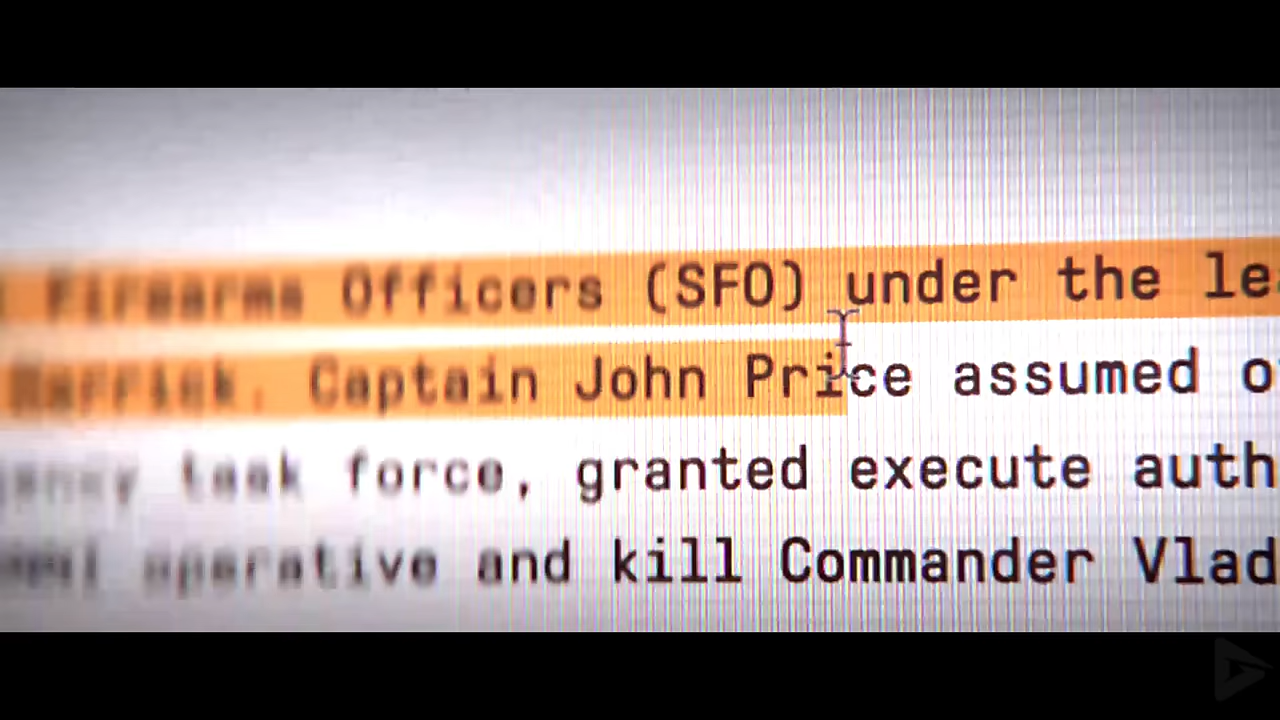 Firearms Officers (SFO) under the le
Captain John Price assumed o
task force, granted execute auth
operative and kill Commander Vlad